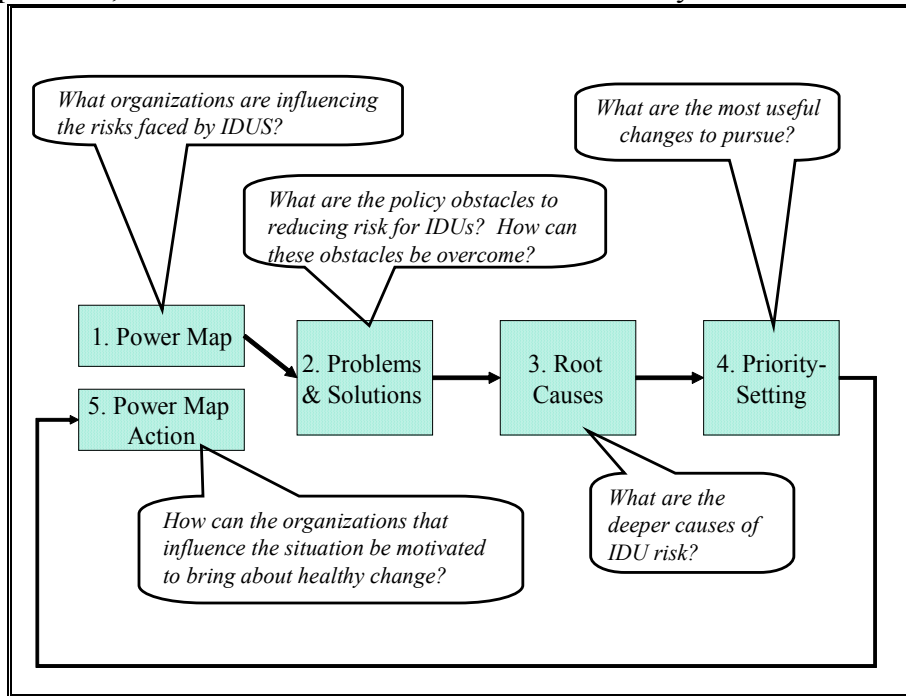 What organizations are influencing
the risks faced by IDUS?
What are the most useful
changes to pursue?
What are the policy obstacles to
reducing risk for IDUs?  How can
these obstacles be overcome?
1. Power Map
2. Problems
& Solutions
3. Root
Causes
4. Priority-
Setting
5. Power Map
Action
How can the organizations that
influence the situation be motivated
to bring about healthy change?
What are the
deeper causes of
IDU risk?